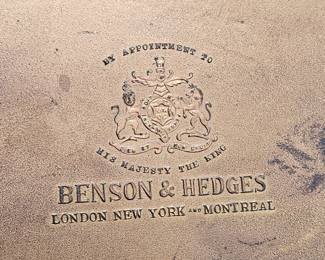 BY APPOINTMENT TO
HIS MAJESTY THE KING
BENSON & HEDGES
LONDON NEW YORK AND MONTREAL